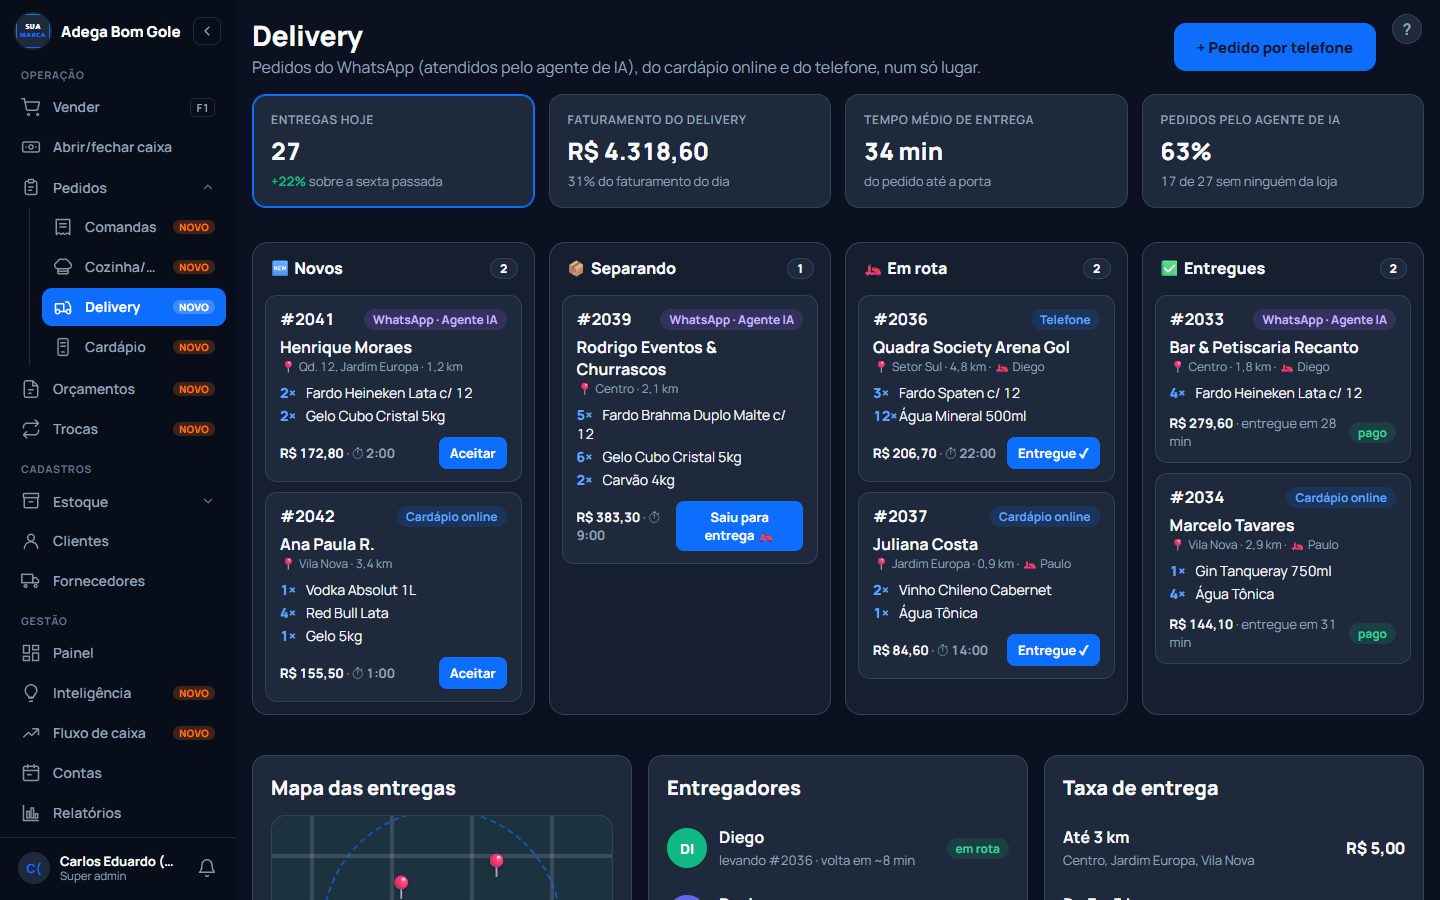 SUA
MARCA
Adega Bom Gole
OPERAÇÃO
Vender
F1
Abrir/fechar caixa
Pedidos
Comandas NOVO
Cozinha/... NOVO
Delivery NOVO
Cardápio NOVO
Orçamentos NOVO
Trocas NOVO
CADASTROS
Estoque
Clientes
Fornecedores
GESTÃO
Painel
Inteligência NOVO
Fluxo de caixa NOVO
Contas
Relatórios
C(
Carlos Eduardo (...
Super admin
Delivery
Pedidos do WhatsApp (atendidos pelo agente de IA), do cardápio online e do telefone, num só lugar.
+ Pedido por telefone
?
ENTREGAS HOJE
27
+22% sobre a sexta passada
FATURAMENTO DO DELIVERY
R$ 4.318,60
31% do faturamento do dia
TEMPO MÉDIO DE ENTREGA
34 min
do pedido até a porta
PEDIDOS PELO AGENTE DE IA
63%
17 de 27 sem ninguém da loja
NEW Novos 2
#2041 WhatsApp · Agente IA
Henrique Moraes
Qd. 12, Jardim Europa · 1,2 km
2× Fardo Heineken Lata c/ 12
2× Gelo Cubo Cristal 5kg
R$ 172,80 · ⏱ 2:00 Aceitar
#2042 Cardápio online
Ana Paula R.
Vila Nova · 3,4 km
1× Vodka Absolut 1L
4× Red Bull Lata
1× Gelo 5kg
R$ 155,50 · ⏱ 1:00 Aceitar
Separando 1
#2039 WhatsApp · Agente IA
Rodrigo Eventos &
Churrascos
Centro · 2,1 km
5× Fardo Brahma Duplo Malte c/
12
6× Gelo Cubo Cristal 5kg
2× Carvão 4kg
R$ 383,30 · ⏱
9:00
Saiu para
entrega
Em rota 2
#2036 Telefone
Quadra Society Arena Gol
Setor Sul · 4,8 km · Diego
3× Fardo Spaten c/ 12
12× Água Mineral 500ml
R$ 206,70 · ⏱ 22:00 Entregue ✓
#2037 Cardápio online
Juliana Costa
Jardim Europa · 0,9 km · Paulo
2× Vinho Chileno Cabernet
1× Água Tônica
R$ 84,60 · ⏱ 14:00 Entregue ✓
Entregues 2
#2033 WhatsApp · Agente IA
Bar & Petiscaria Recanto
Centro · 1,8 km · Diego
4× Fardo Heineken Lata c/ 12
R$ 279,60 · entregue em 28
min
pago
#2034 Cardápio online
Marcelo Tavares
Vila Nova · 2,9 km · Paulo
1× Gin Tanqueray 750ml
4× Água Tônica
R$ 144,10 · entregue em 31
min
pago
Mapa das entregas
Entregadores
DI
Diego
levando #2036 · volta em ~8 min
em rota
Taxa de entrega
Até 3 km
Centro, Jardim Europa, Vila Nova
R$ 5,00